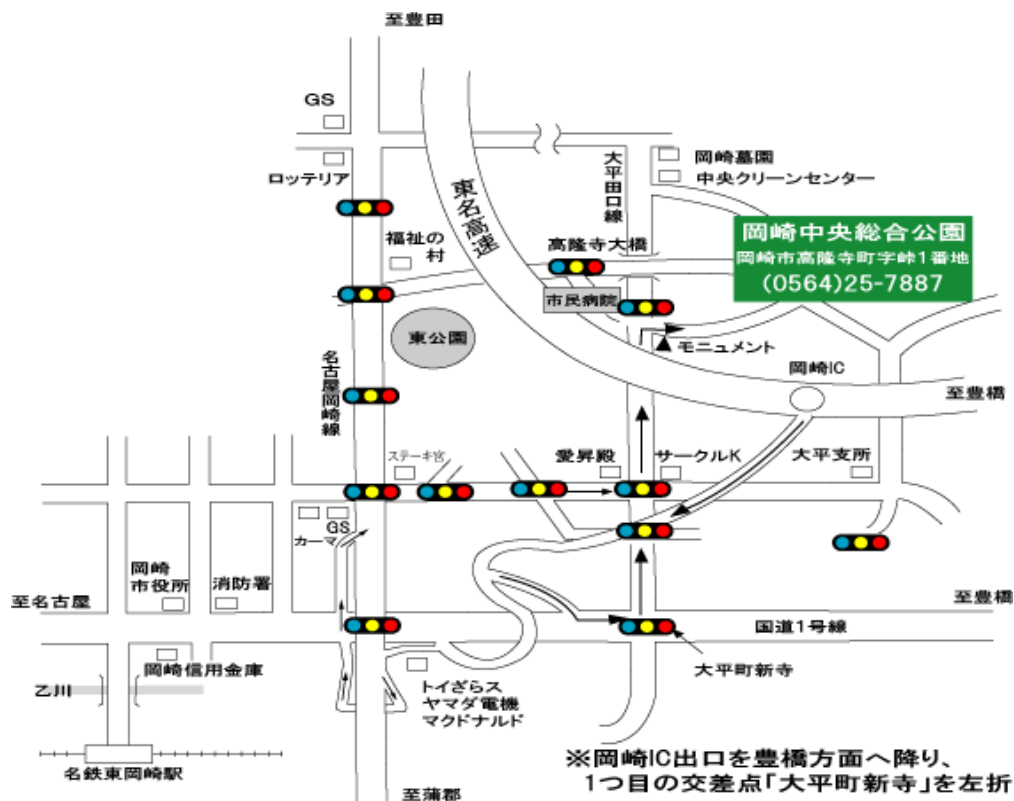 至豊田
GS
ロッテリア
東名高速
大平田口線
岡崎墓園
中央クリーンセンター
福祉の
村
高隆寺大橋
岡崎中央総合公園
岡崎市高隆寺町字峠1番地
(0564)25-7887
市民病院
東公園
モニュメント
岡崎IC
至豊橋
名古屋岡崎線
ステーキ宮
愛昇殿
サークルK
大平支所
GS
カーマ
岡崎
市役所
消防署
至名古屋
至豊橋
国道1号線
岡崎信用金庫
大平町新寺
乙川
トイざらス
ヤマダ電機
マクドナルド
名鉄東岡崎駅
至蒲郡
※岡崎IC出口を豊橋方面へ降り、
1つ目の交差点「大平町新寺」を左折